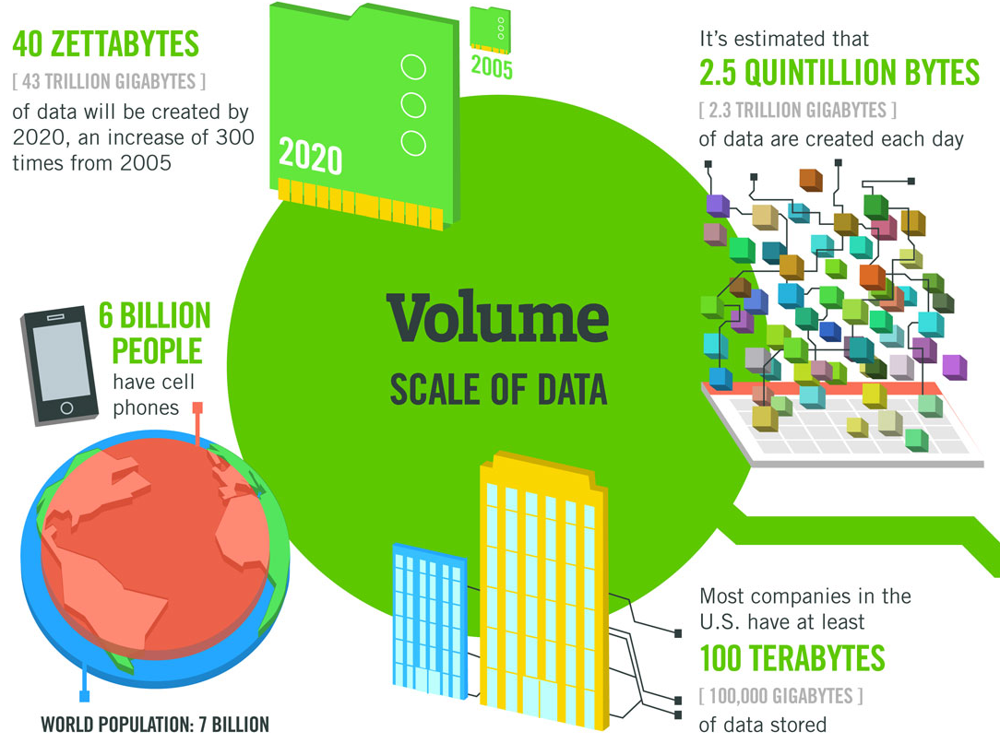 40 ZETTABYTES
[ 43 TRILLION GIGABYTES ]
of data will be created by
2020, an increase of 300
times from 2005
2020
2005
It’s estimated that
2.5 QUINTILLION BYTES
[ 2.3 TRILLION GIGABYTES ]
of data are created each day
6 BILLION
PEOPLE
have cell
phones
WORLD POPULATION: 7 BILLION
Volume
SCALE OF DATA
Most companies in the
U.S. have at least
100 TERABYTES
[ 100,000 GIGABYTES ]
of data stored